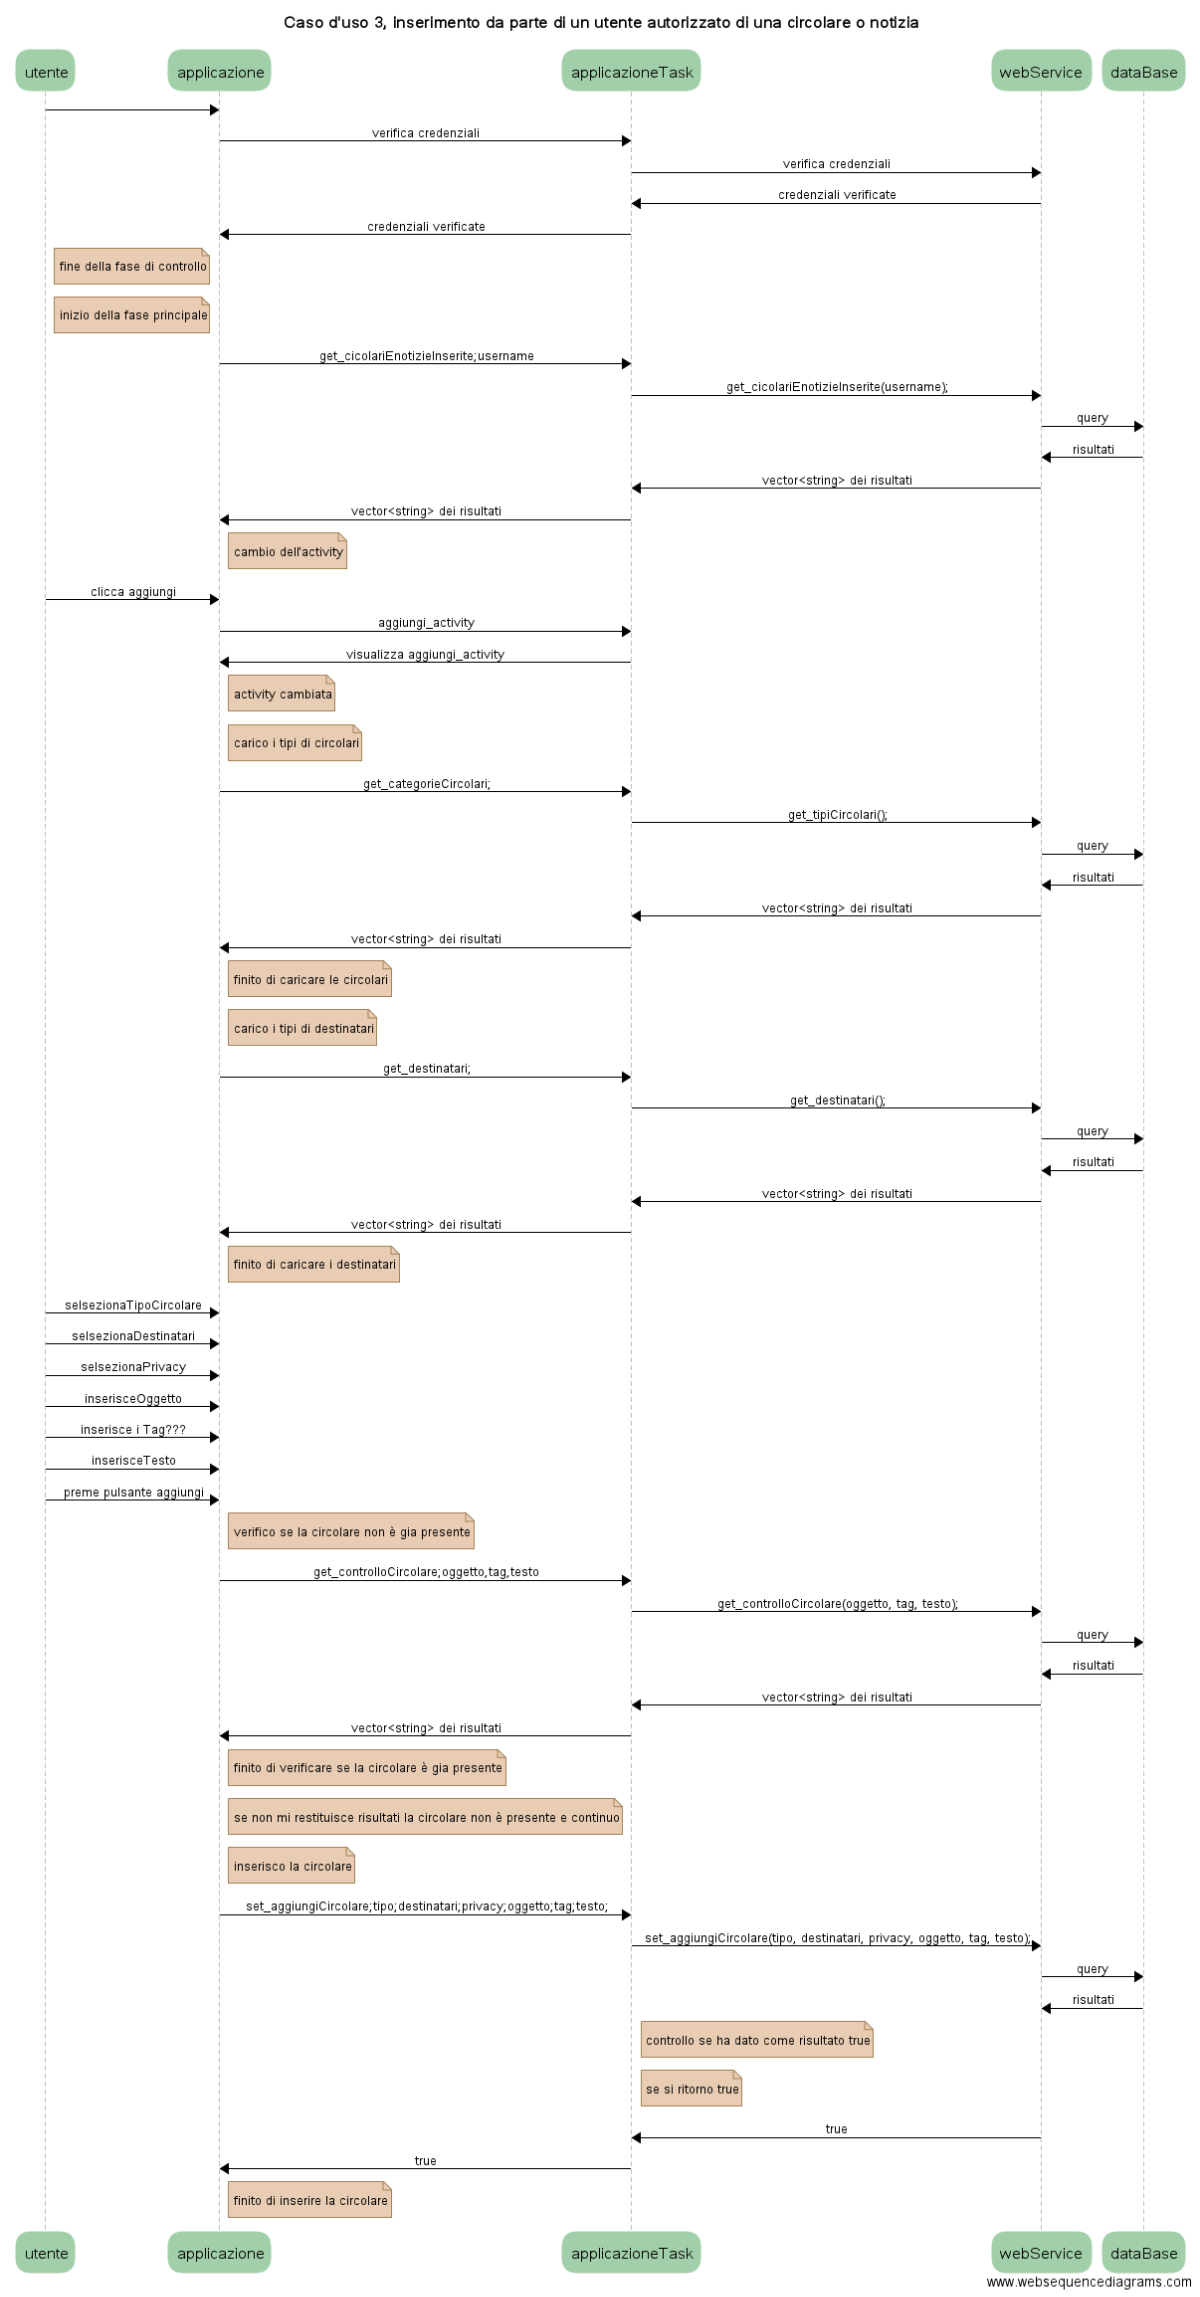 Caso d'uso 3, inserimento da parte di un utente autorizzato di una circolare o notizia
utente
applicazione
applicazioneTask
webService
dataBase
verifica credenziali
verifica credenziali
credenziali verificate
credenziali verificate
fine della fase di controllo
inizio della fase principale
get_cicolariEnotizieInserite;username
get_cicolariEnotizieInserite(username);
query
risultati
vector<string> dei risultati
vector<string> dei risultati
cambio dell'activity
clicca aggiungi
aggiungi_activity
visualizza aggiungi_activity
activity cambiata
carico i tipi di circolari
get_categorieCircolari;
get_tipiCircolari();
query
risultati
vector<string> dei risultati
vector<string> dei risultati
finito di caricare le circolari
carico i tipi di destinatari
get_destinatari;
get_destinatari();
query
risultati
vector<string> dei risultati
vector<string> dei risultati
finito di caricare i destinatari
selsezionaTipoCircolare
selsezionaDestinatari
selsezionaPrivacy
inserisceOggetto
inserisce i Tag???
inserisceTesto
preme pulsante aggiungi
verifico se la circolare non è gia presente
get_controlloCircolare;oggetto,tag,testo
get_controlloCircolare(oggetto, tag, testo);
query
risultati
vector<string> dei risultati
vector<string> dei risultati
finito di verificare se la circolare è gia presente
se non mi restituisce risultati la circolare non è presente e continuo
inserisco la circolare
set_aggiungiCircolare;tipo;destinatari;privacy;oggetto;tag;testo;
set_aggiungiCircolare(tipo, destinatari, privacy, oggetto, tag, testo);
query
risultati
controllo se ha dato come risultato true
se si ritorno true
true
true
finito di inserire la circolare
utente
applicazione
applicazioneTask
webService
dataBase
www.websequencediagrams.com